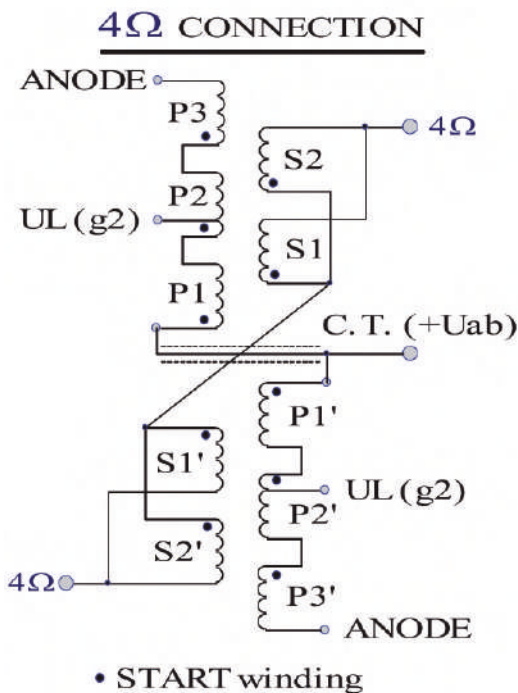 4Ω CONNECTION
ANODE
P3
4Ω
S2
P2
UL (g2)
S1
P1
C.T. (+Uab)
P1'
S1'
UL (g2)
P2'
S2'
4Ω
P3'
ANODE
• START winding